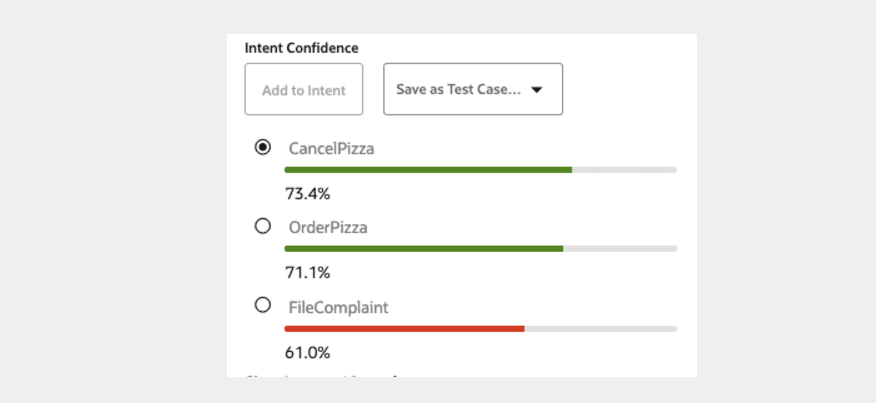 Intent Confidence
Add to Intent Save as Test Case...
CancelPizza
73.4%
OrderPizza
71.1%
FileComplaint
61.0%